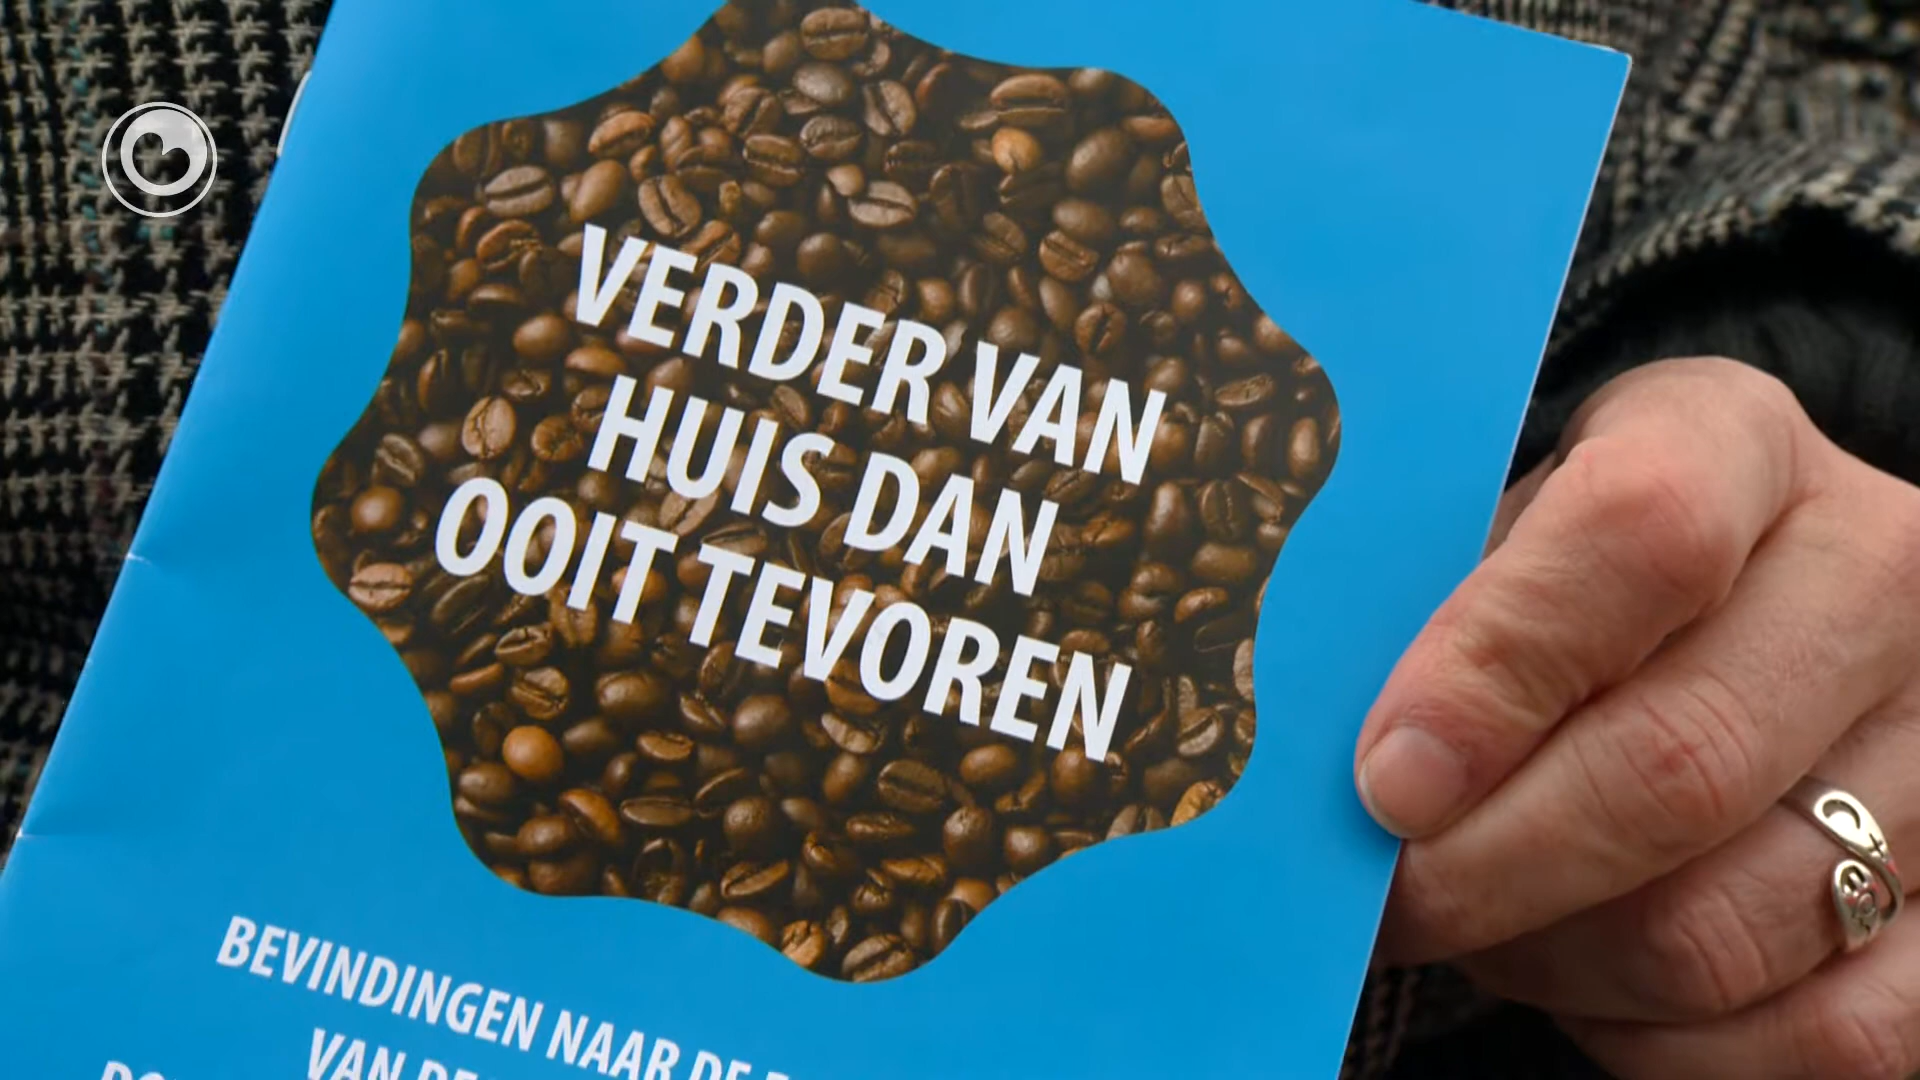 VERDER VAN
HUIS DAN
OOIT TEVOREN
BEVINDINGEN NAAR DE
VAN